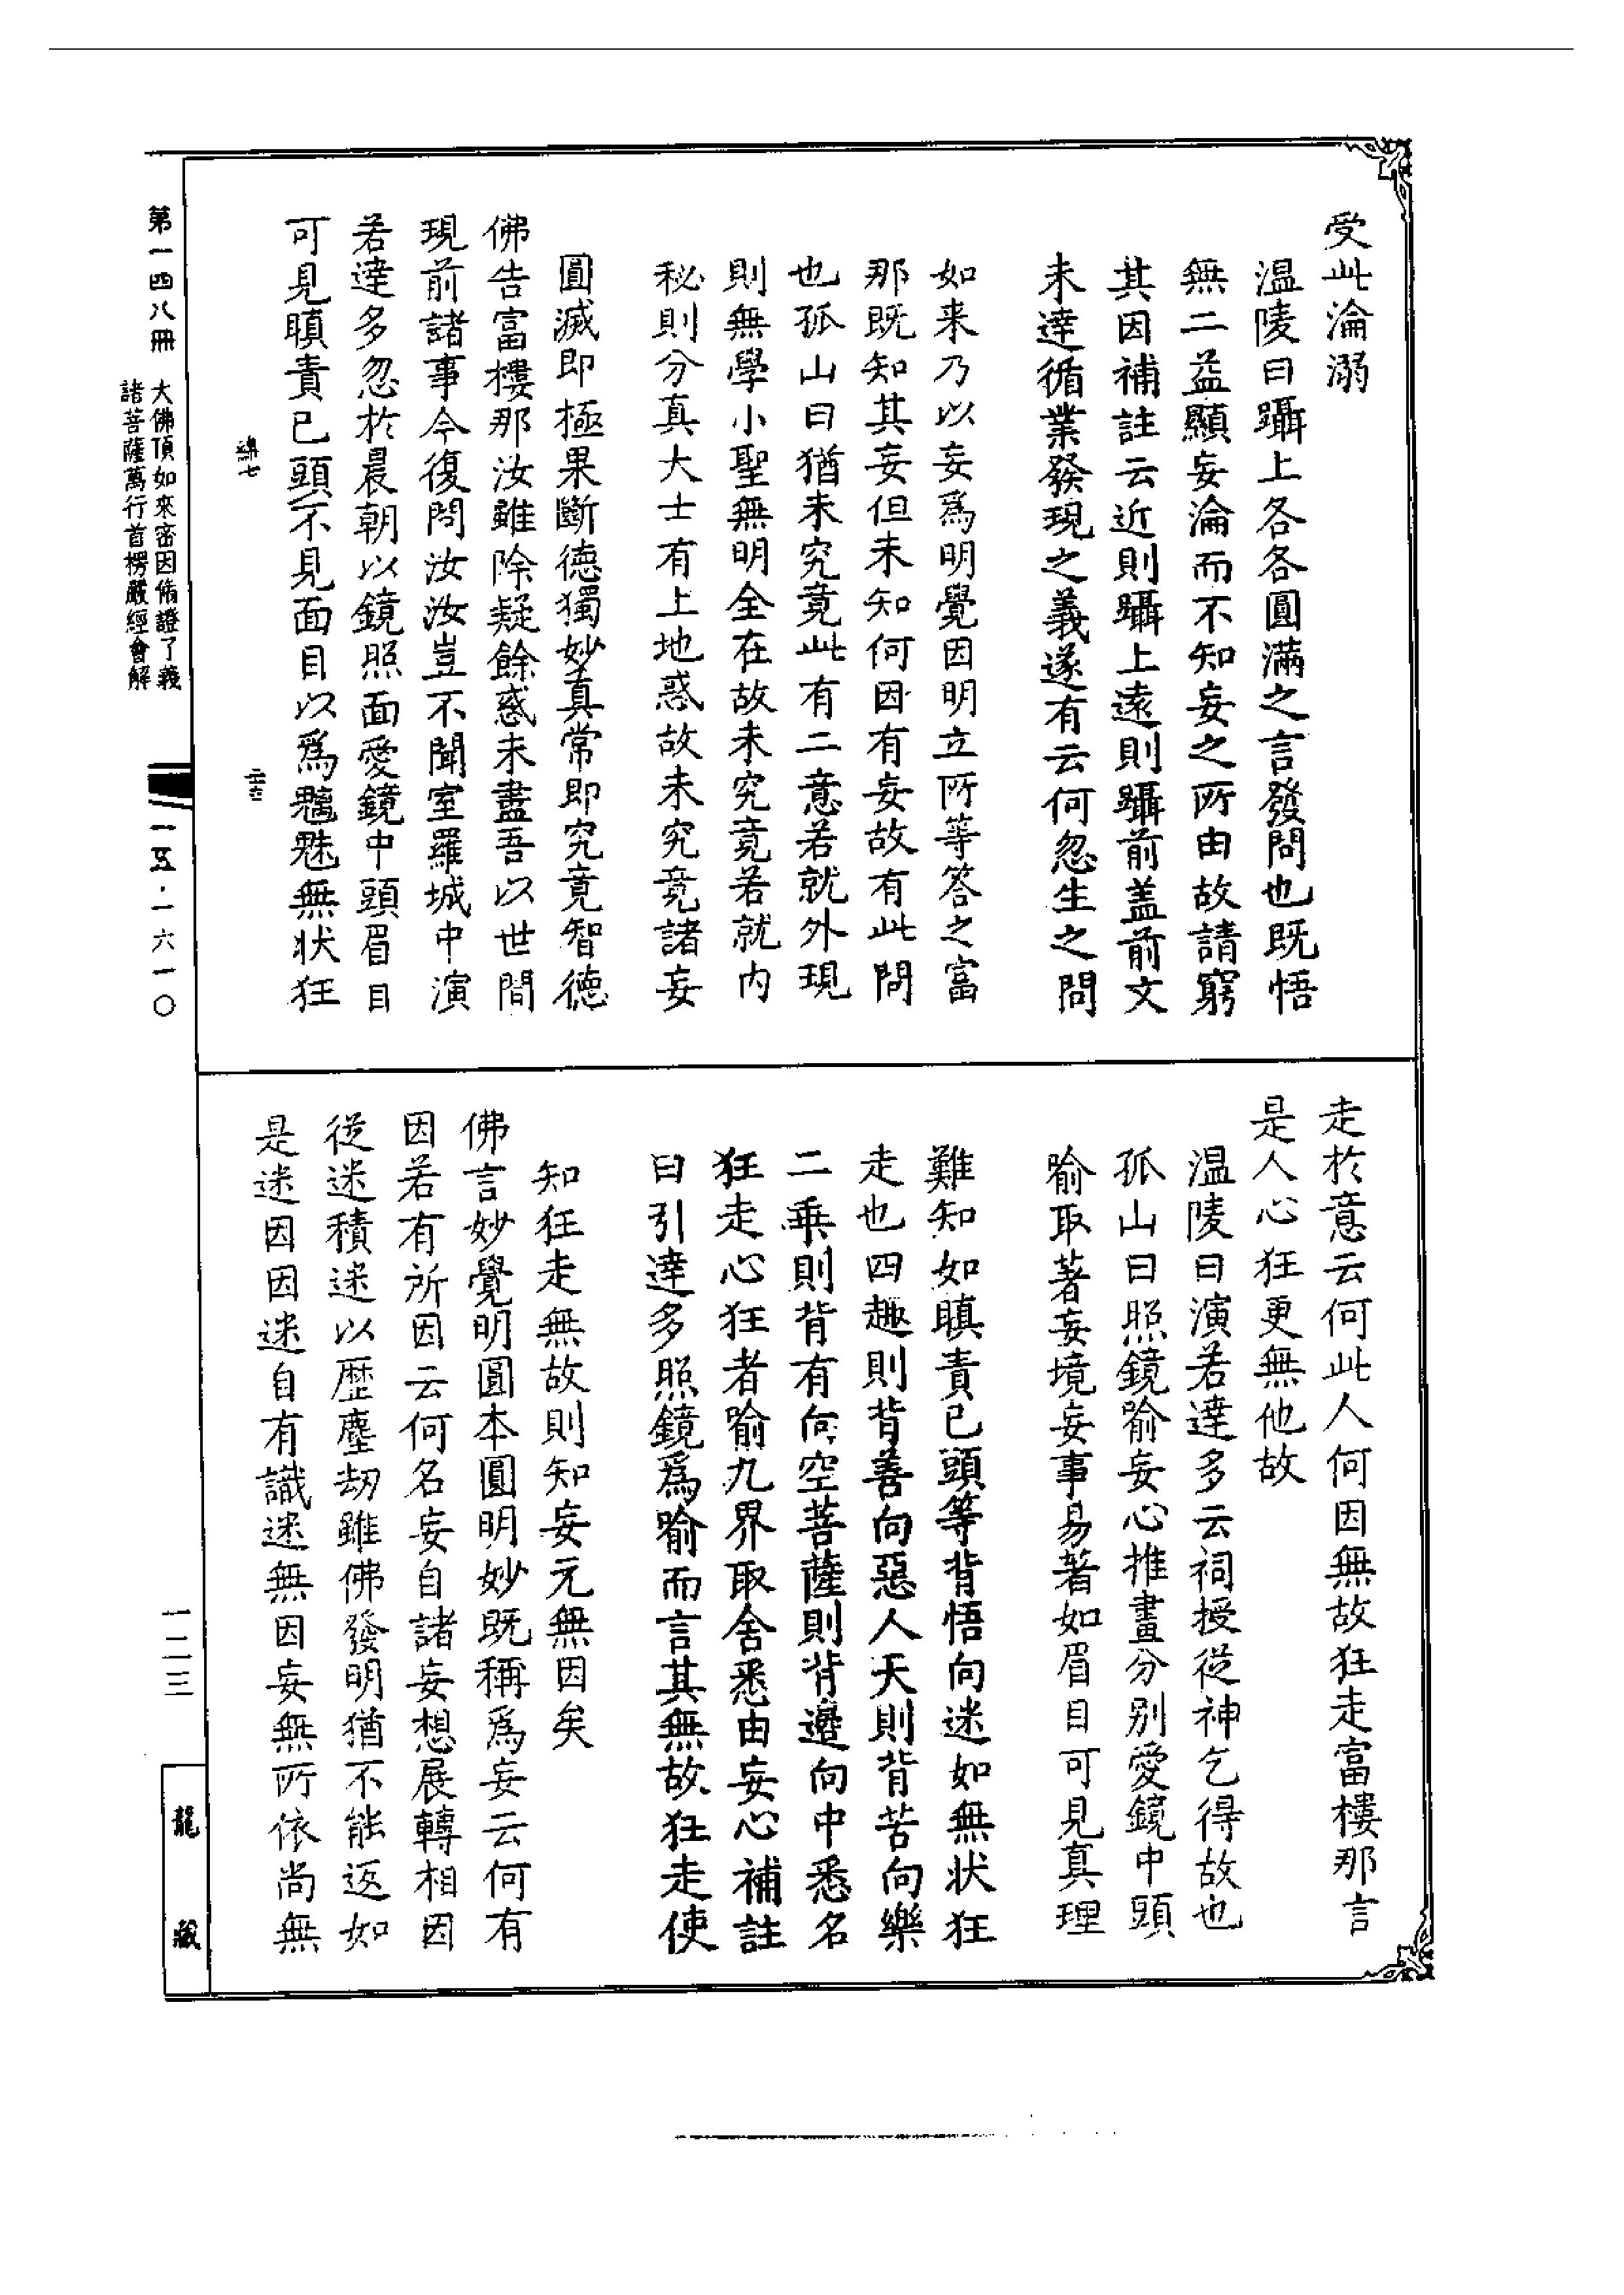 受此淪溺
温陵曰躡上各各圓滿之言發問也既悟
無二益顯妄淪而不知妄之所由故請窮
其因補註云近則躡上遠則躡前盖前文
未達循業發現之義遂有云何忽生之問
如来乃以妄爲明覺因明立所等答之富
那既知其妄但未知何因有妄故有此問
也孤山曰猶未究竟此有二意若就外現
則無學小聖無明全在故未究竟若就内
秘則分真大士有上地惑故未究竟諸妄
圓滅即極果斷德獨妙真常即究竟智德
佛告富樓那汝雖除疑餘惑未盡吾以世間
現前諸事今復問汝汝豈不聞室羅城中演
若達多忽於晨朝以鏡照面愛鏡中頭眉目
可見瞋責已頭不見面目以爲魑魅無狀狂
走於意云何此人何因無故狂走富樓那言
是人心狂更無他故
温陵曰演若達多云祠授從神乞得故也
孤山曰照鏡喻妄心推畫分别愛鏡中頭
喻取著妄境妄事易著如眉目可見真理
難知如瞋責已頭等背悟向迷如無状狂
走也四趣則背善向惡人天則背苦向樂
二乘則背有向空菩薩則背邊向中悉名
狂走心狂者喻九界取舍悉由妄心補註
曰引達多照鏡爲喻而言其無故狂走使
知狂走無故則知妄元無因矣
佛言妙覺明圓本圓明妙既稱爲妄云何有
因若有所因云何名妄自諸妄想展轉相因
從迷積迷以歷塵劫雖佛發明猶不能返如
是迷因因迷自有識迷無因妄無所依尚無
第一四八冊
大佛頂如來密因脩證了義
諸菩薩萬行首楞嚴經會解
一五·一六一〇
一二三
龍藏